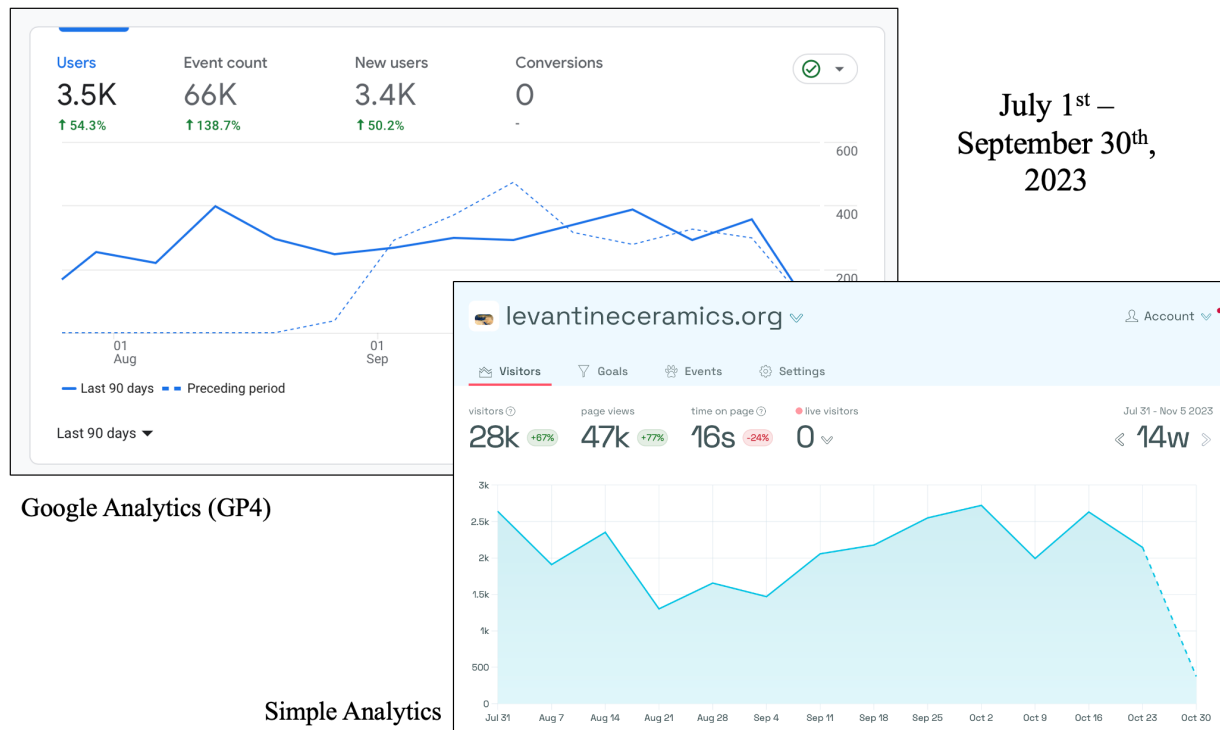 Users Event count New users Conversions
3.5K 66K 3.4K 0
↑ 54.3% ↑ 138.7% ↑ 50.2% -
600
400
200
01 01
Aug Sep
Last 90 days Preceding period
Last 90 days
July 1st –
September 30th,
2023
Google Analytics (GP4)
levantineceramics.org Account
Visitors Goals Events Settings
visitors page views time on page live visitors Jul 31 - Nov 5 2023
28k +67% 47k +77% 16s -24% 0 < 14w >
3k
2.5k
2k
1.5k
1k
500
0
Jul 31 Aug 7 Aug 14 Aug 21 Aug 28 Sep 4 Sep 11 Sep 18 Sep 25 Oct 2 Oct 9 Oct 16 Oct 23 Oct 30
Simple Analytics